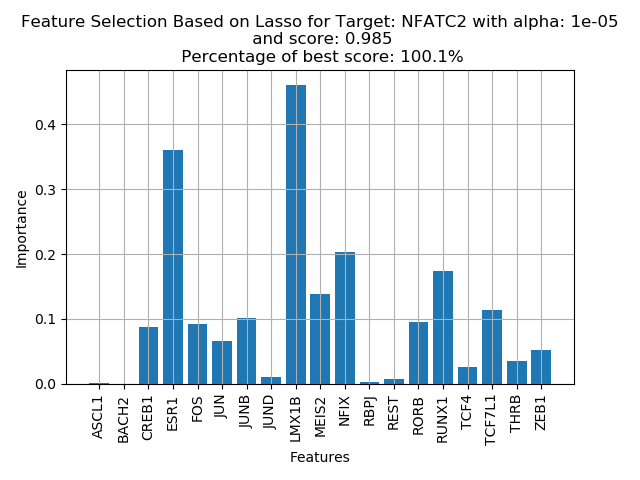 Feature Selection Based on Lasso for Target: NFATC2 with alpha: 1e-05
and score: 0.985
Percentage of best score: 100.1%
Importance
0.4
0.3
0.2
0.1
0.0
ASCL1
BACH2
CREB1
ESR1
FOS
JUN
JUNB
JUND
LMX1B
MEIS2
NFIX
RBPJ
REST
RORB
RUNX1
TCF4
TCF7L1
THRB
ZEB1
Features